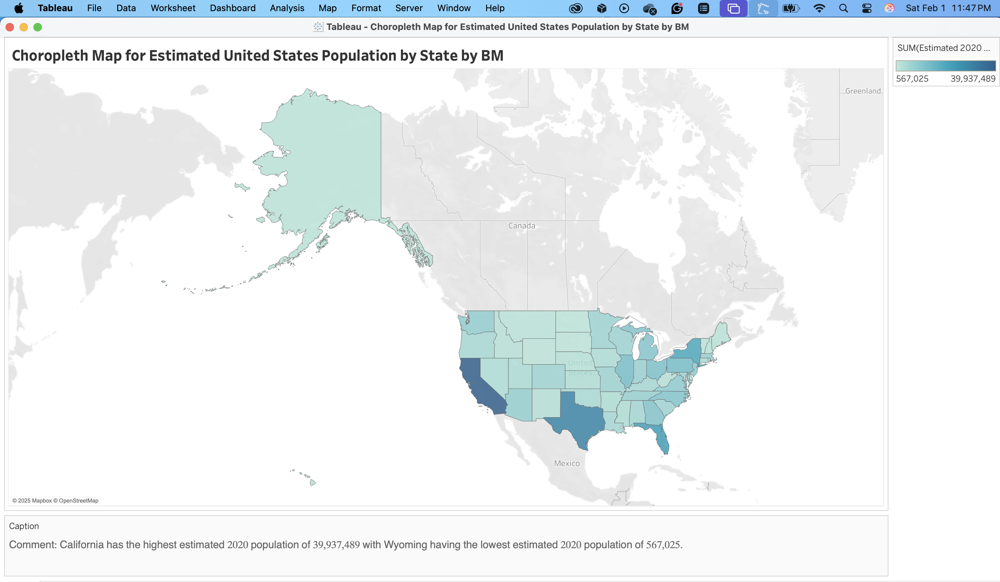 Tableau File Data Worksheet Dashboard Analysis Map Format Server Window Help Sat Feb 1 11:47 PM
Tableau - Choropleth Map for Estimated United States Population by State by BM
Choropleth Map for Estimated United States Population by State by BM
SUM(Estimated 2020 ...
567,025 39,937,489
Greenland
Canada
United
States
Mexico
© 2025 Mapbox © OpenStreetMap
Caption
Comment: California has the highest estimated 2020 population of 39,937,489 with Wyoming having the lowest estimated 2020 population of 567,025.